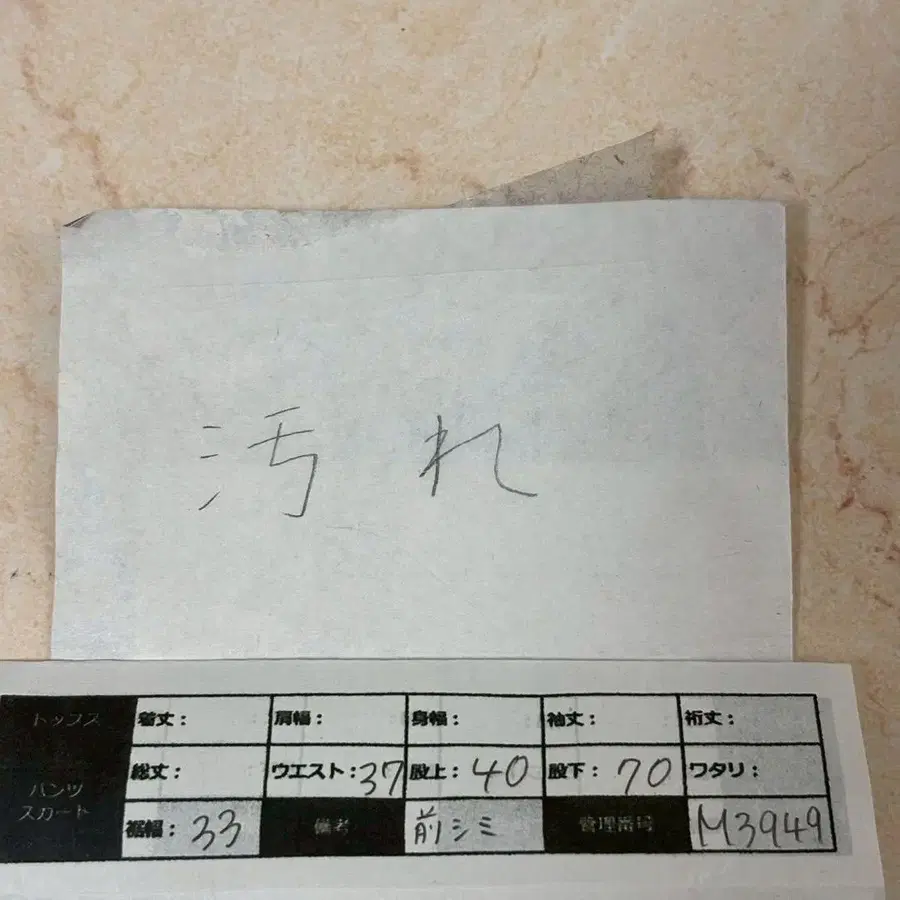 汚れ
トップス 着丈： 肩幅： 身幅： 袖丈： 裄丈：
パンツ スカート 総丈： ウエスト：37 股上：40 股下：70 ワタリ：
裾幅：33 備考 前シミ 管理番号 M3949